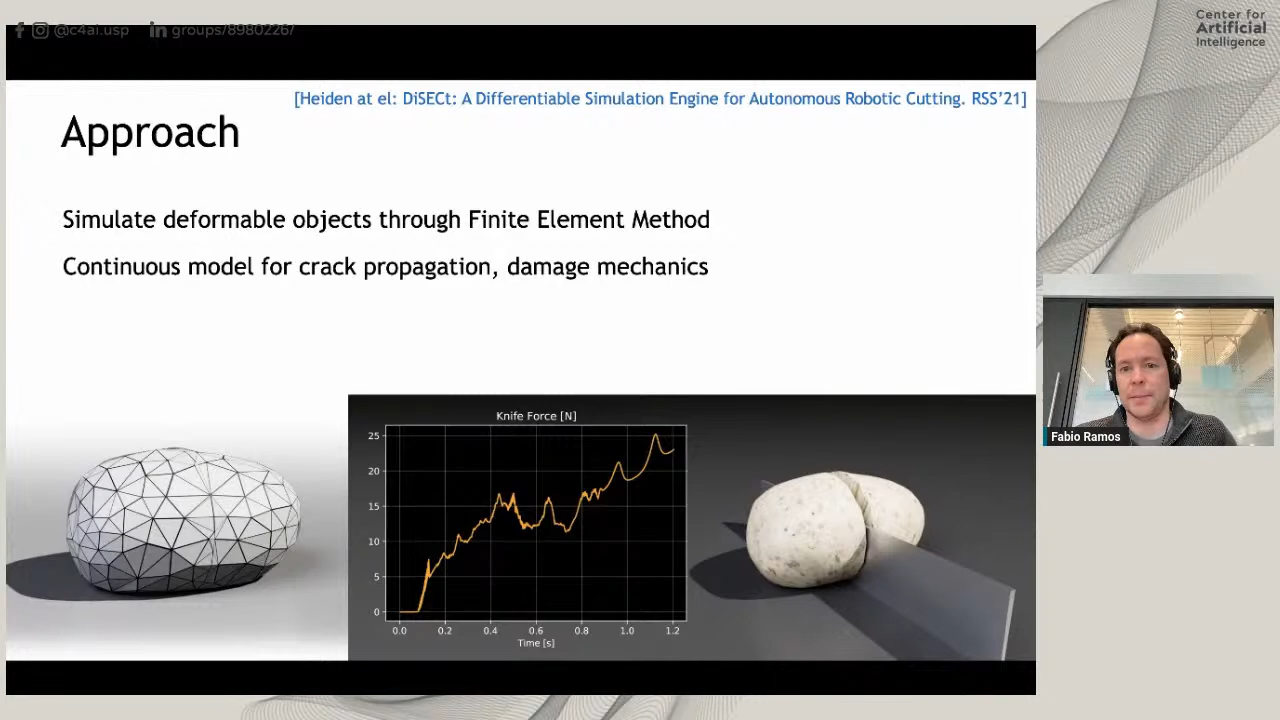 @c4ai.usp
groups/8980226/
Center for
Artificial
Intelligence
[Heiden at el: DiSECt: A Differentiable Simulation Engine for Autonomous Robotic Cutting. RSS'21]
Approach
Simulate deformable objects through Finite Element Method
Continuous model for crack propagation, damage mechanics
Knife Force [N]
25
20
15
10
5
0
0.0 0.2 0.4 0.6 0.8 1.0 1.2
Time [s]
Fabio Ramos